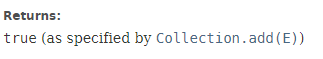 Returns:
true (as specified by Collection.add(E))